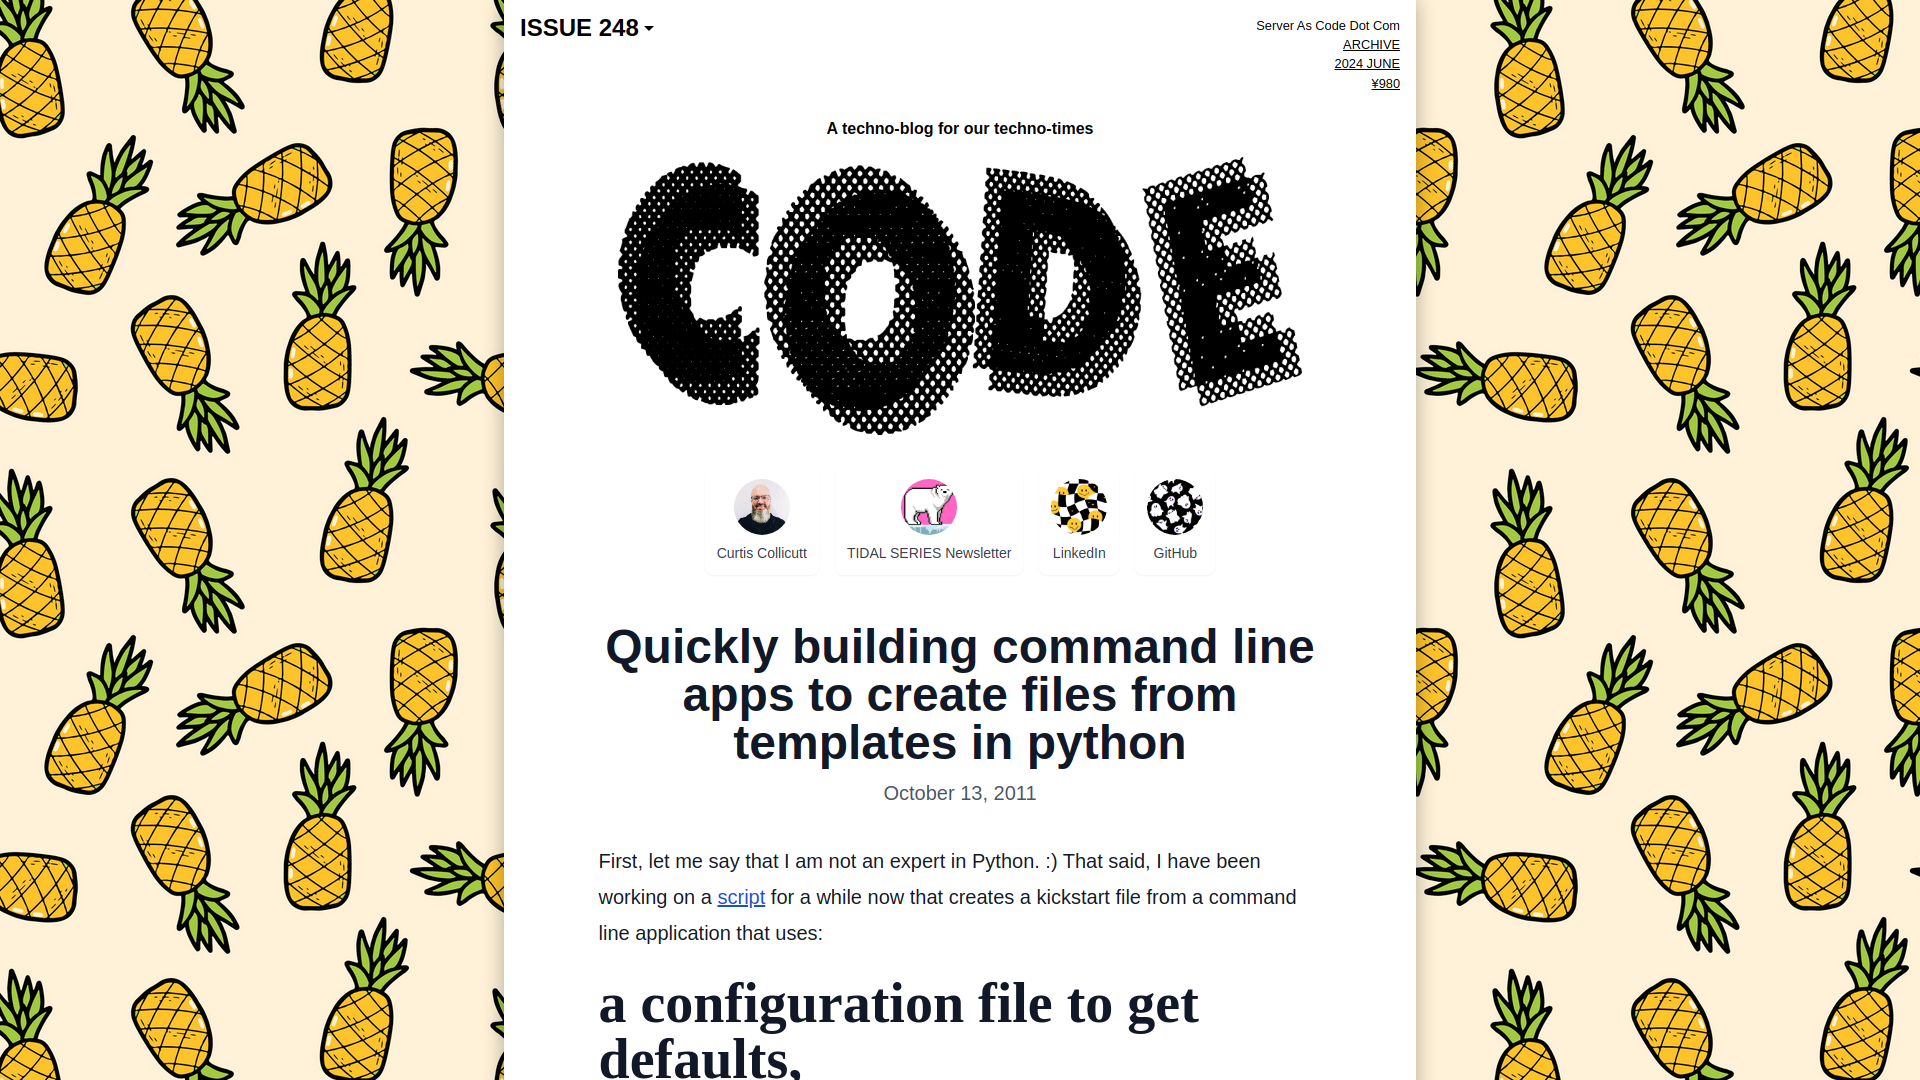 ISSUE 248
Server As Code Dot Com
ARCHIVE
2024 JUNE
¥980
A techno-blog for our techno-times
CODE
Curtis Collicutt
TIDAL SERIES Newsletter
LinkedIn
GitHub
Quickly building command line
apps to create files from
templates in python
October 13, 2011
First, let me say that I am not an expert in Python. :) That said, I have been
working on a script for a while now that creates a kickstart file from a command
line application that uses:
a configuration file to get
defaults,